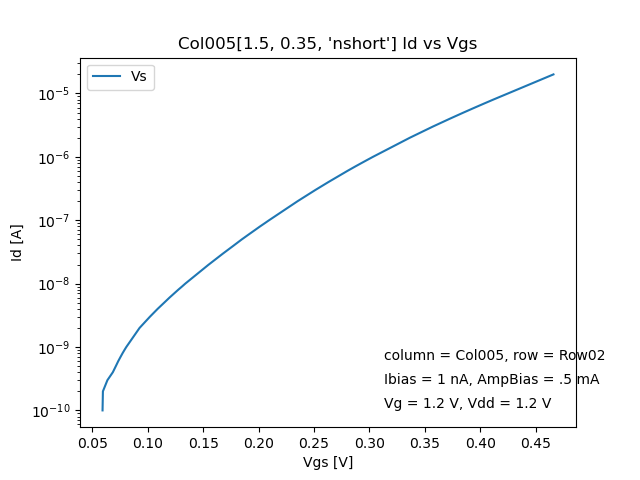 Col005[1.5, 0.35, 'nshort'] Id vs Vgs
Vs
10⁻⁵
10⁻⁶
10⁻⁷
10⁻⁸
10⁻⁹
10⁻¹⁰
Id [A]
column = Col005, row = Row02
Ibias = 1 nA, AmpBias = .5 mA
Vg = 1.2 V, Vdd = 1.2 V
0.05 0.10 0.15 0.20 0.25 0.30 0.35 0.40 0.45
Vgs [V]